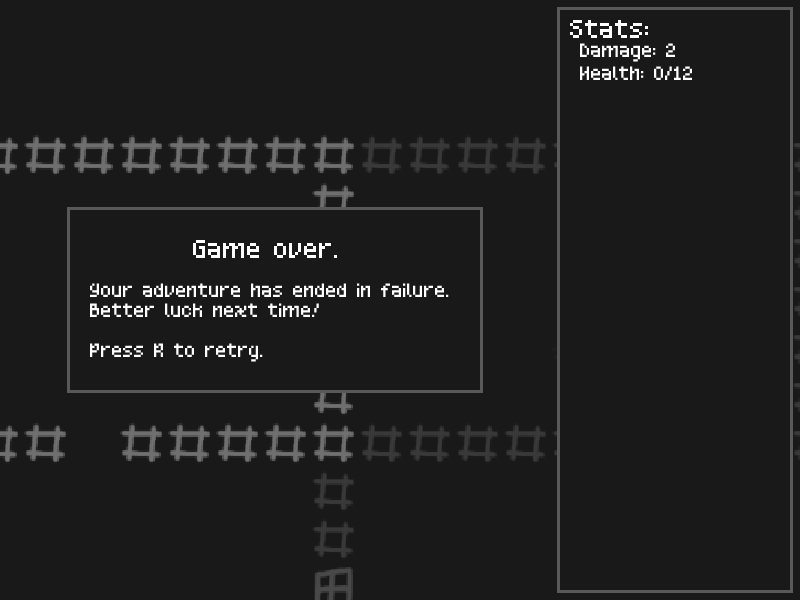 Stats:
Damage: 2
Health: 0/12
Game over.
Your adventure has ended in failure.
Better luck next time!
Press R to retry.